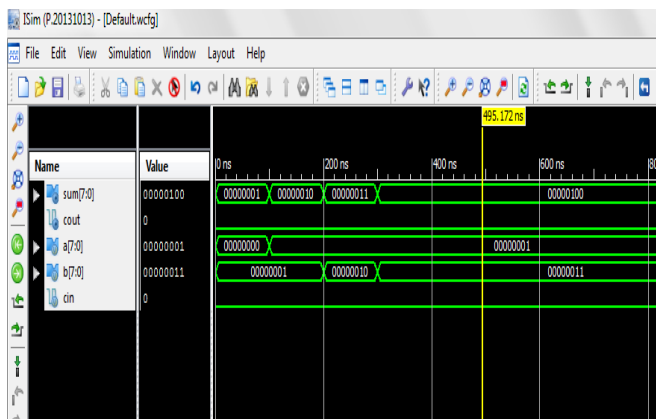 ISim (P.20131013) - [Default.wcfg]
File Edit View Simulation Window Layout Help
495.172 ns
Name Value 0 ns 200 ns 400 ns 600 ns
sum[7:0] 00000100 00000001 00000010 00000011 00000100
cout 0
a[7:0] 00000001 00000000 00000001
b[7:0] 00000011 00000001 00000010 00000011
cin 0